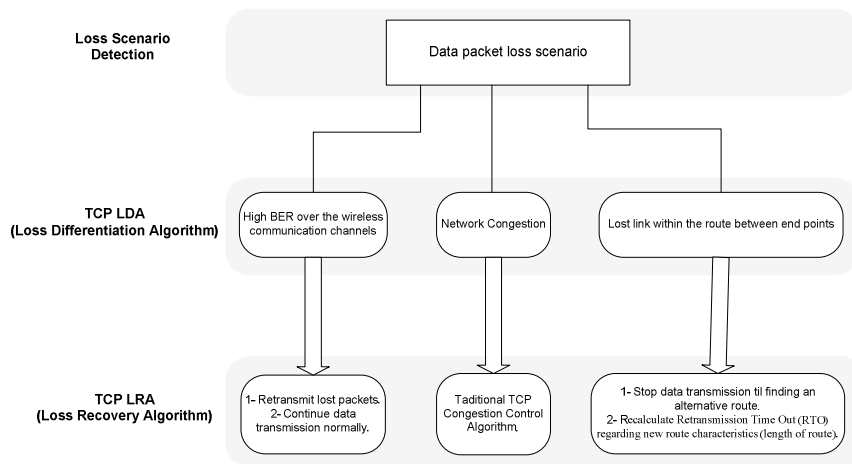 Loss Scenario
Detection
Data packet loss scenario
TCP LDA
(Loss Differentiation Algorithm)
High BER over the wireless
communication channels
Network Congestion
Lost link within the route between end points
TCP LRA
(Loss Recovery Algorithm)
1- Retransmit lost packets.
2- Continue data
transmission normally.
Taditional TCP
Congestion Control
Algorithm.
1- Stop data transmission til finding an
alternative route.
2- Recalculate Retransmission Time Out (RTO)
regarding new route characteristics (length of route).